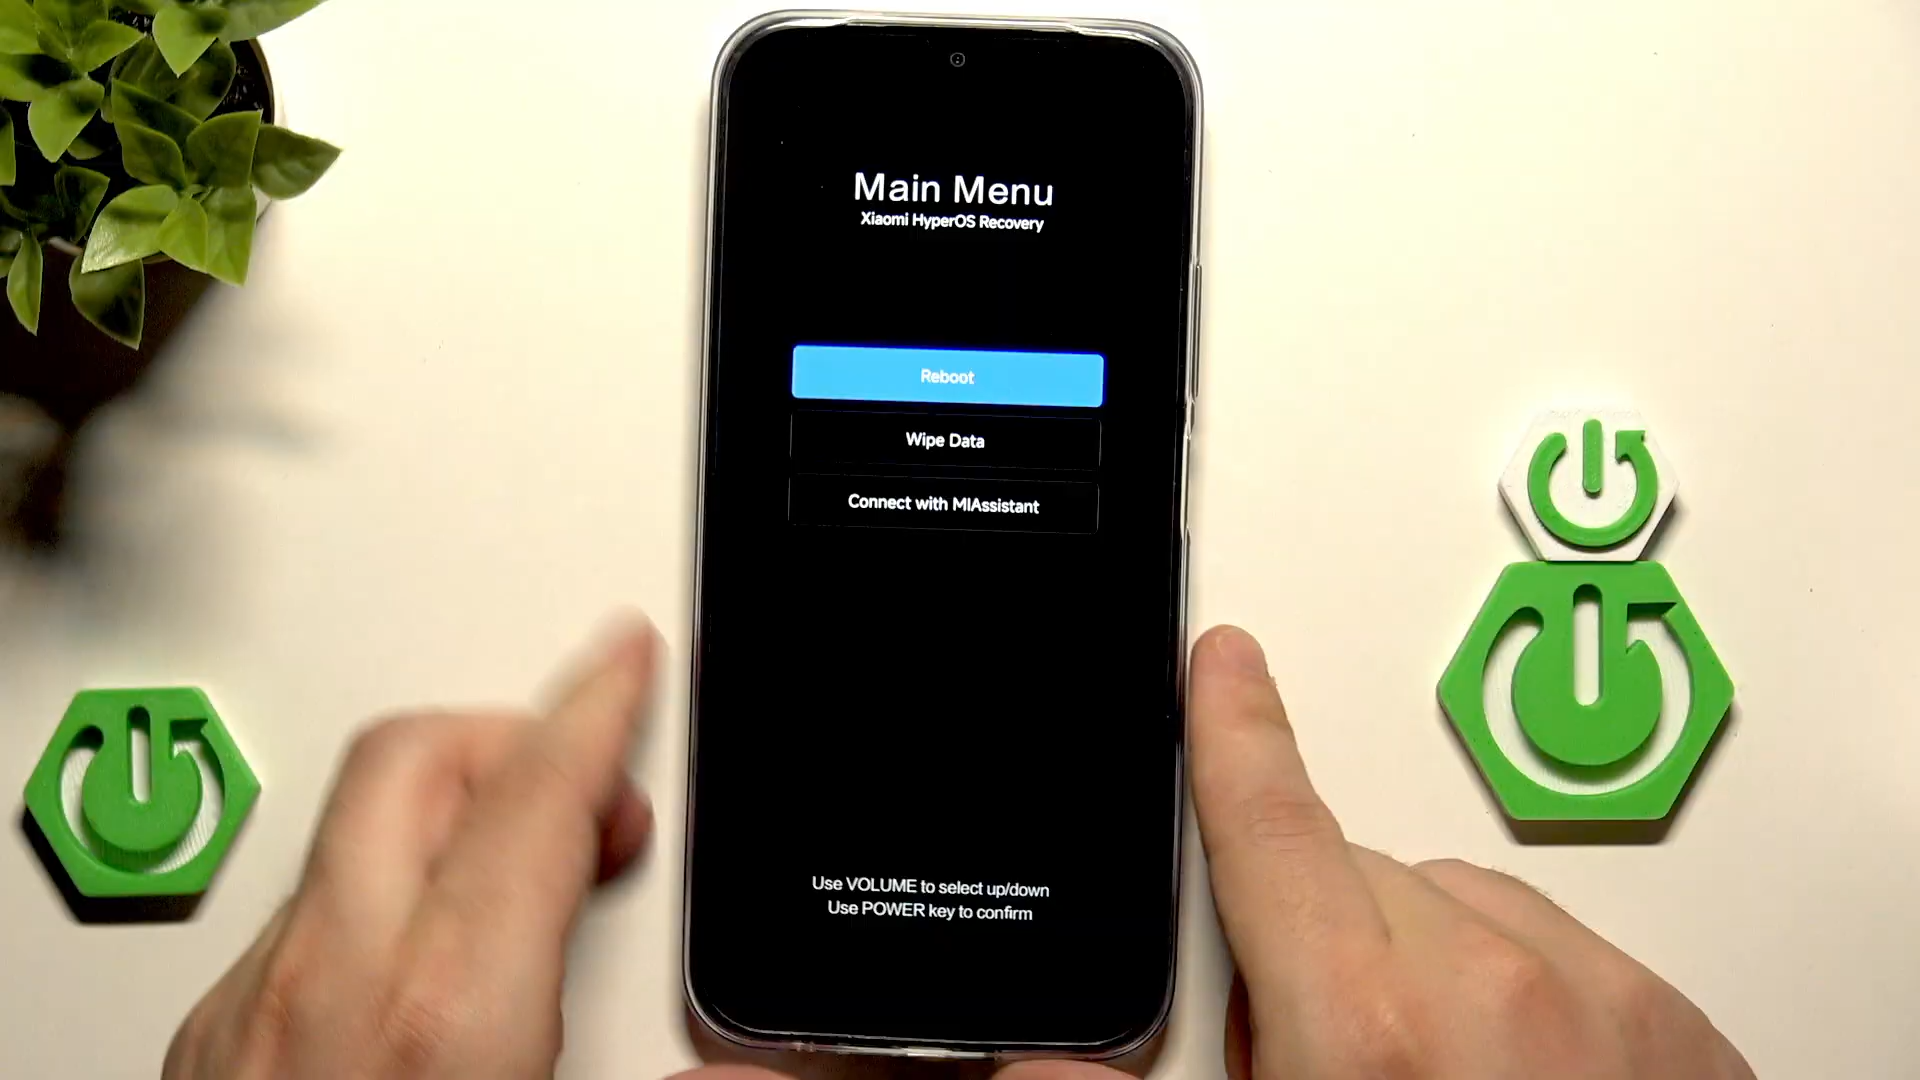 Main Menu
Xiaomi HyperOS Recovery
Reboot
Wipe Data
Connect with MIAssistant
Use VOLUME to select up/down
Use POWER key to confirm